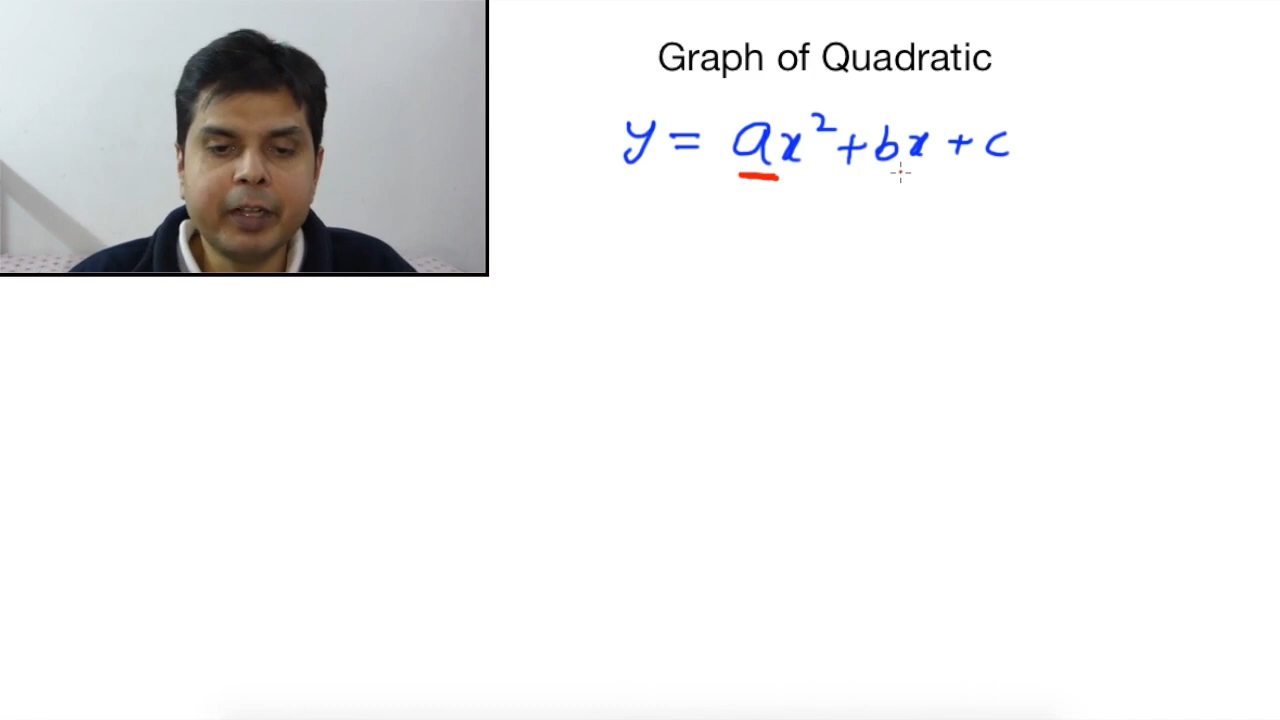 Graph of Quadratic
y = ax²+bx+c